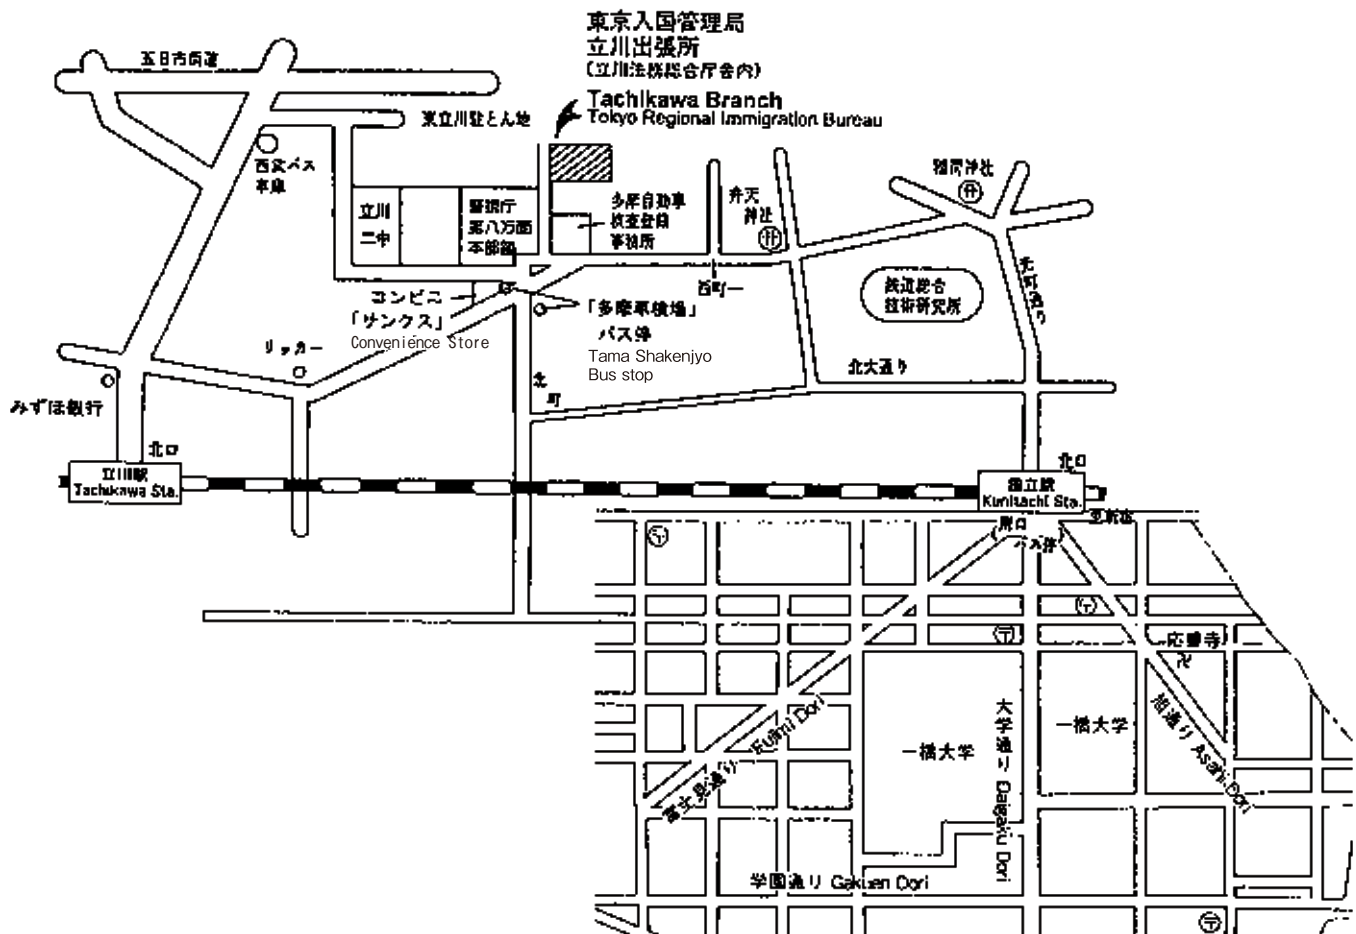 東京入国管理局
立川出張所
(立川法務総合庁舎内)
Tachikawa Branch
Tokyo Regional Immigration Bureau
五日市街道
東立川駐とん地
西武バス
車庫
立川
二中
警視庁
第八方面
本部
多摩自動車
検査登録
事務所
弁天
神社
稲荷神社
西町一
鉄道総合
技術研究所
コンビニ
「サンクス」
Convenience Store
「多摩車検場」
バス停
Tama Shakenjyo
Bus stop
リッカー
北
町
北大通り
みずほ銀行
北口
立川駅
Tachikawa Sta.
北口
国立駅
Kunitachi Sta.
南口
バス停
至新宿
一橋大学
一橋大学
大学通り Daigaku Dori
富士見通り Fujimi Dori
旭通り Asahi Dori
学園通り Gakuen Dori